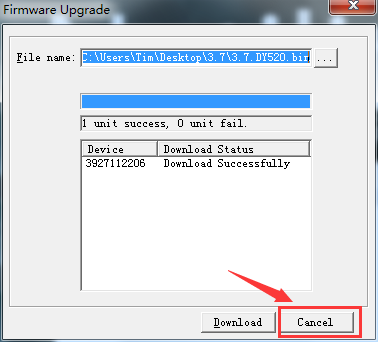 Firmware Upgrade
File name: C:\Users\Tim\Desktop\3.7\3.7.DY520.bin ...
1 unit success, 0 unit fail.
Device Download Status
3927112206 Download Successfully
Download Cancel